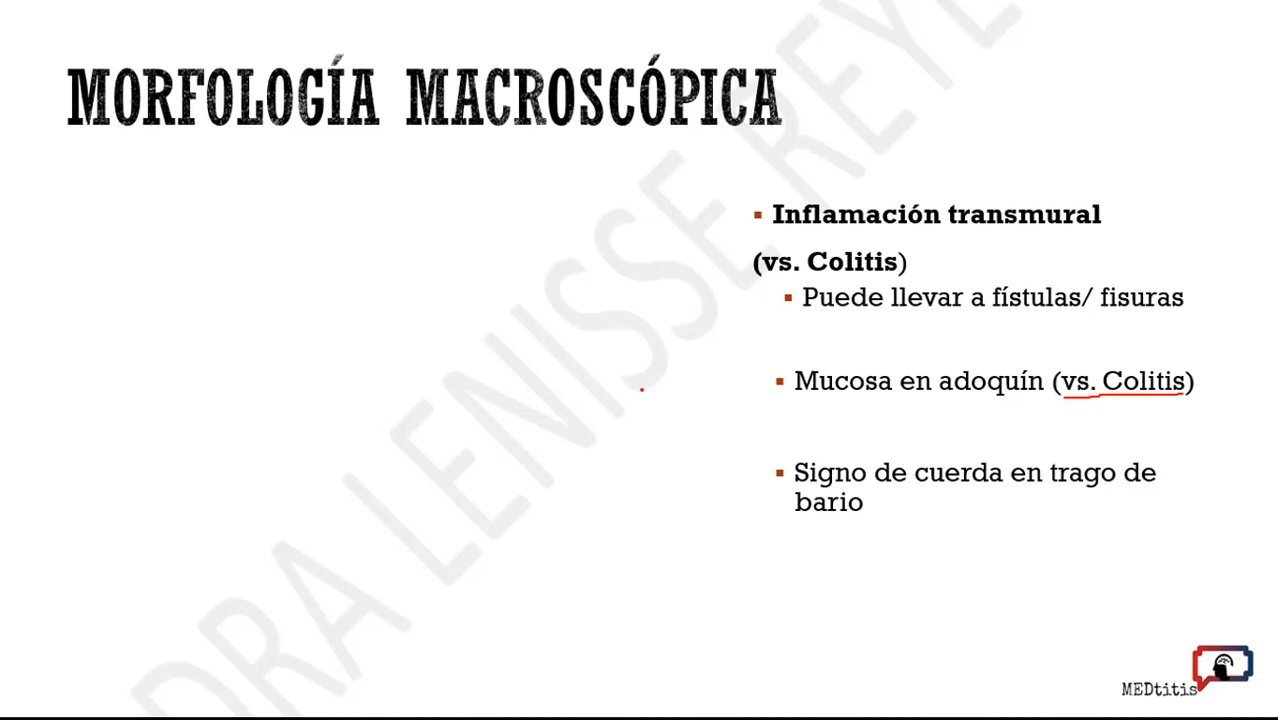 MORFOLOGÍA MACROSCÓPICA
▪ Inflamación transmural
(vs. Colitis)
▪ Puede llevar a fístulas/ fisuras
▪ Mucosa en adoquín (vs. Colitis)
▪ Signo de cuerda en trago de
bario
DRA LENISSE REYE
MEDtitis